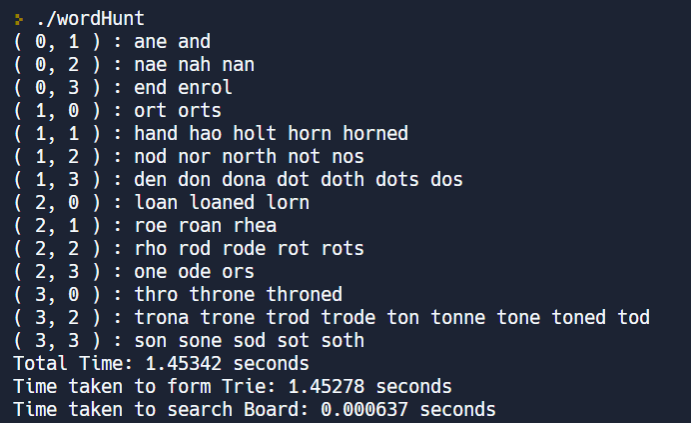 ./wordHunt
( 0, 1 ) : ane and
( 0, 2 ) : nae nah nan
( 0, 3 ) : end enrol
( 1, 0 ) : ort orts
( 1, 1 ) : hand hao holt horn horned
( 1, 2 ) : nod nor north not nos
( 1, 3 ) : den don dona dot doth dots dos
( 2, 0 ) : loan loaned lorn
( 2, 1 ) : roe roan rhea
( 2, 2 ) : rho rod rode rot rots
( 2, 3 ) : one ode ors
( 3, 0 ) : thro throne throned
( 3, 2 ) : trona trone trod trode ton tonne tone toned tod
( 3, 3 ) : son sone sod sot soth
Total Time: 1.45342 seconds
Time taken to form Trie: 1.45278 seconds
Time taken to search Board: 0.000637 seconds